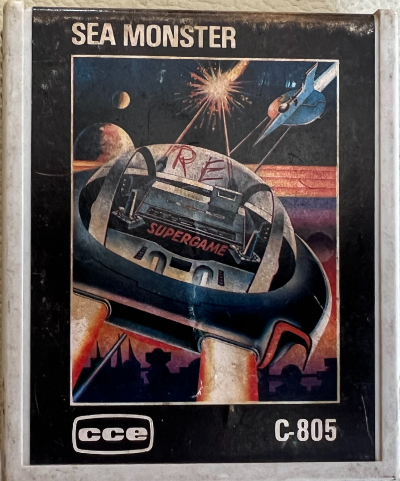 SEA MONSTER
RE
SUPERGAME
cce
C-805